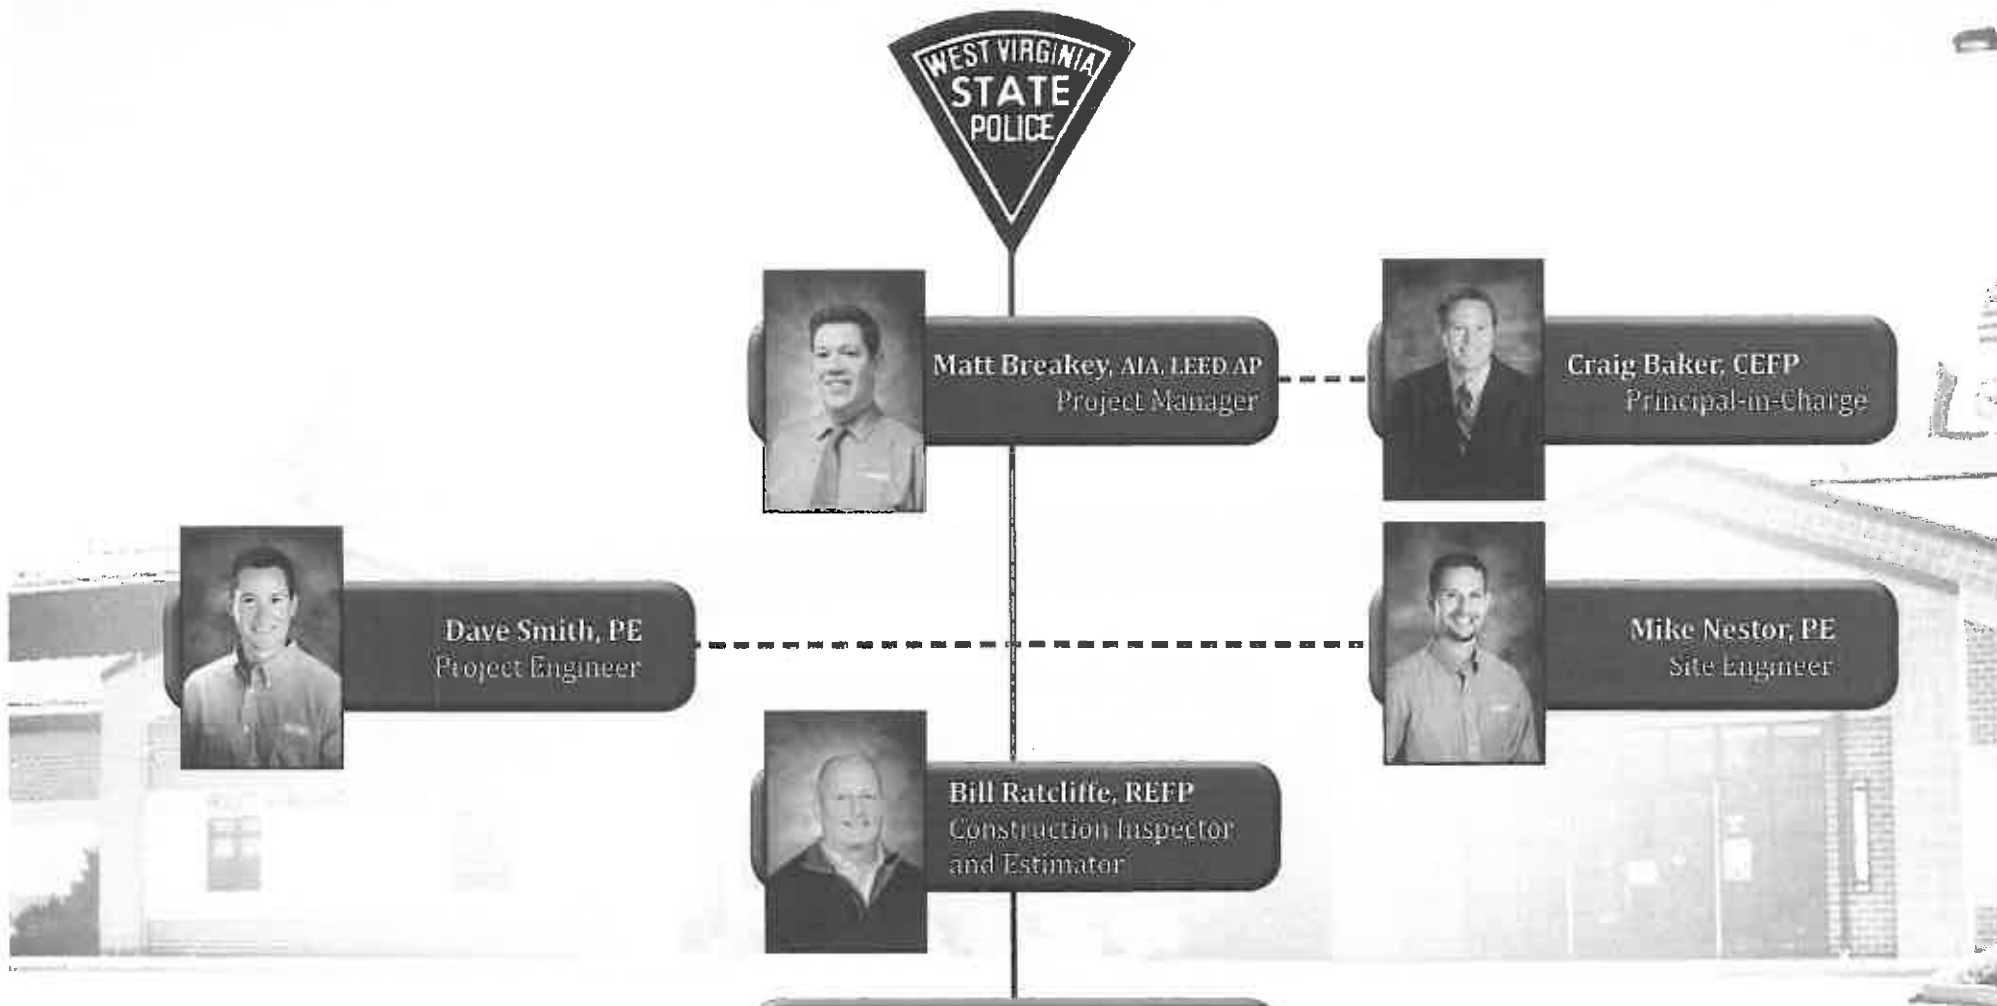 WEST VIRGINIA
STATE
POLICE
Matt Breakey, AIA, LEED AP
Project Manager
Craig Baker, CEFP
Principal-in-Charge
Dave Smith, PE
Project Engineer
Mike Nestor, PE
Site Engineer
Bill Ratcliffe, REFP
Construction Inspector
and Estimator